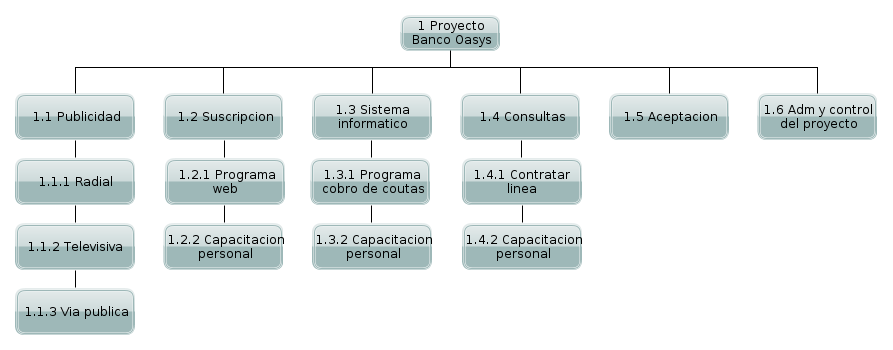 1 Proyecto
Banco Oasys
1.1 Publicidad
1.2 Suscripcion
1.3 Sistema
informatico
1.4 Consultas
1.5 Aceptacion
1.6 Adm y control
del proyecto
1.1.1 Radial
1.2.1 Programa
web
1.3.1 Programa
cobro de coutas
1.4.1 Contratar
linea
1.1.2 Televisiva
1.2.2 Capacitacion
personal
1.3.2 Capacitacion
personal
1.4.2 Capacitacion
personal
1.1.3 Via publica